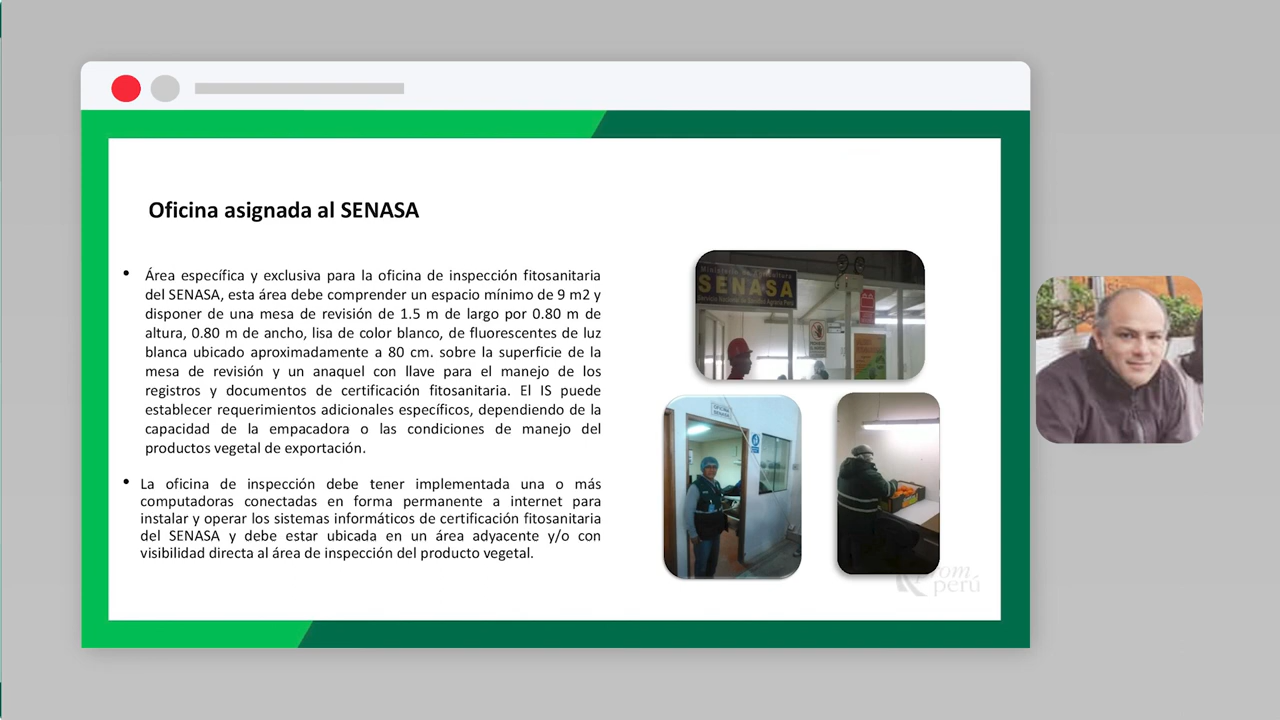 Oficina asignada al SENASA
• Área específica y exclusiva para la oficina de inspección fitosanitaria
del SENASA, esta área debe comprender un espacio mínimo de 9 m2 y
disponer de una mesa de revisión de 1.5 m de largo por 0.80 m de
altura, 0.80 m de ancho, lisa de color blanco, de fluorescentes de luz
blanca ubicado aproximadamente a 80 cm. sobre la superficie de la
mesa de revisión y un anaquel con llave para el manejo de los
registros y documentos de certificación fitosanitaria. El IS puede
establecer requerimientos adicionales específicos, dependiendo de la
capacidad de la empacadora o las condiciones de manejo del
productos vegetal de exportación.
• La oficina de inspección debe tener implementada una o más
computadoras conectadas en forma permanente a internet para
instalar y operar los sistemas informáticos de certificación fitosanitaria
del SENASA y debe estar ubicada en un área adyacente y/o con
visibilidad directa al área de inspección del producto vegetal.
SENASA
prom
perú